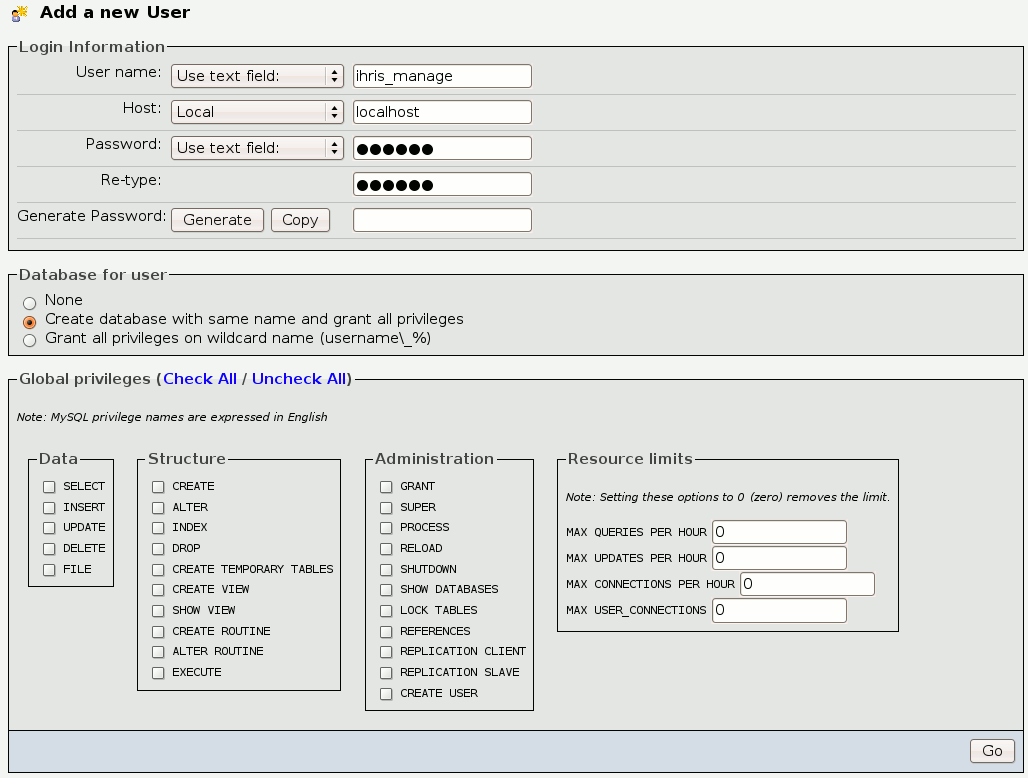 Add a new User
Login Information
User name: Use text field: ihris_manage
Host: Local localhost
Password: Use text field: ●●●●●●
Re-type: ●●●●●●
Generate Password: Generate Copy
Database for user
None
Create database with same name and grant all privileges
Grant all privileges on wildcard name (username\_%)
Global privileges (Check All / Uncheck All)
Note: MySQL privilege names are expressed in English
Data
SELECT
INSERT
UPDATE
DELETE
FILE
Structure
CREATE
ALTER
INDEX
DROP
CREATE TEMPORARY TABLES
CREATE VIEW
SHOW VIEW
CREATE ROUTINE
ALTER ROUTINE
EXECUTE
Administration
GRANT
SUPER
PROCESS
RELOAD
SHUTDOWN
SHOW DATABASES
LOCK TABLES
REFERENCES
REPLICATION CLIENT
REPLICATION SLAVE
CREATE USER
Resource limits
Note: Setting these options to 0 (zero) removes the limit.
MAX QUERIES PER HOUR 0
MAX UPDATES PER HOUR 0
MAX CONNECTIONS PER HOUR 0
MAX USER_CONNECTIONS 0
Go